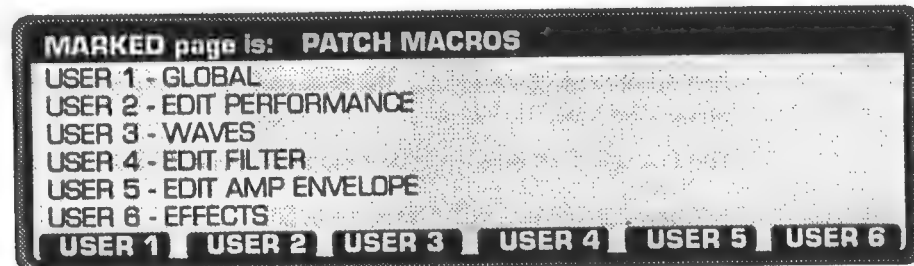 MARKED page is: PATCH MACROS
USER 1 - GLOBAL
USER 2 - EDIT PERFORMANCE
USER 3 - WAVES
USER 4 - EDIT FILTER
USER 5 - EDIT AMP ENVELOPE
USER 6 - EFFECTS
USER 1 USER 2 USER 3 USER 4 USER 5 USER 6